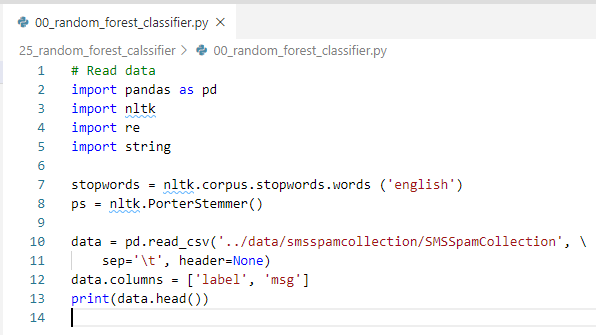 00_random_forest_classifier.py ×
25_random_forest_calssifier > 00_random_forest_classifier.py
1 # Read data
2 import pandas as pd
3 import nltk
4 import re
5 import string
6
7 stopwords = nltk.corpus.stopwords.words ('english')
8 ps = nltk.PorterStemmer()
9
10 data = pd.read_csv('../data/smsspamcollection/SMSSpamCollection', \
11     sep='\t', header=None)
12 data.columns = ['label', 'msg']
13 print(data.head())
14